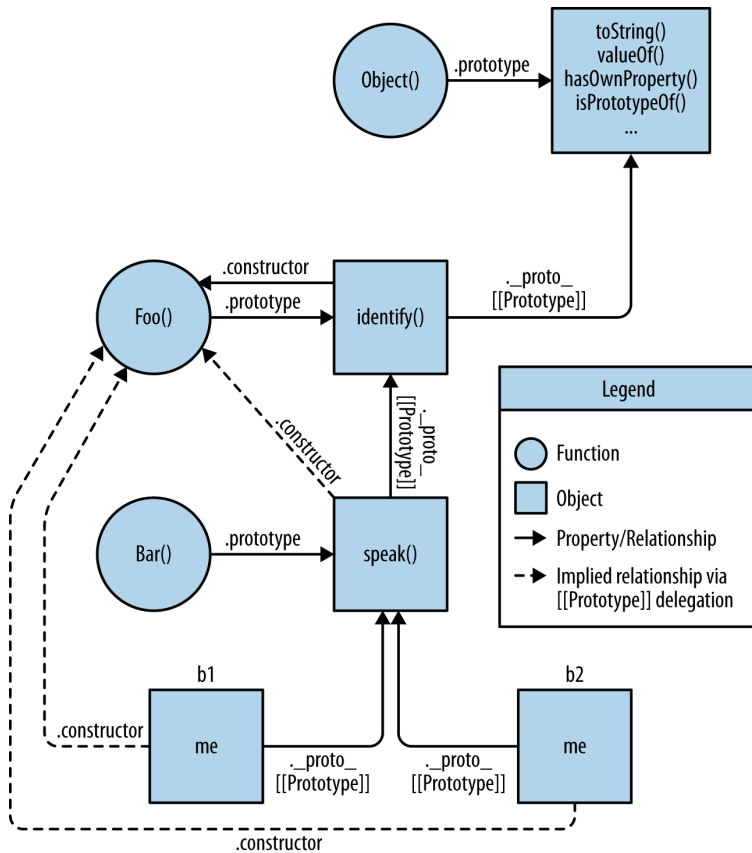 Object()
.prototype
toString()
valueOf()
hasOwnProperty()
isPrototypeOf()
...
.constructor
Foo()
.prototype
identify()
._proto_
[[Prototype]]
.constructor
._proto_
[[Prototype]]
Bar()
.prototype
speak()
Legend
Function
Object
Property/Relationship
Implied relationship via
[[Prototype]] delegation
b1
me
.constructor
._proto_
[[Prototype]]
._proto_
[[Prototype]]
b2
me
.constructor